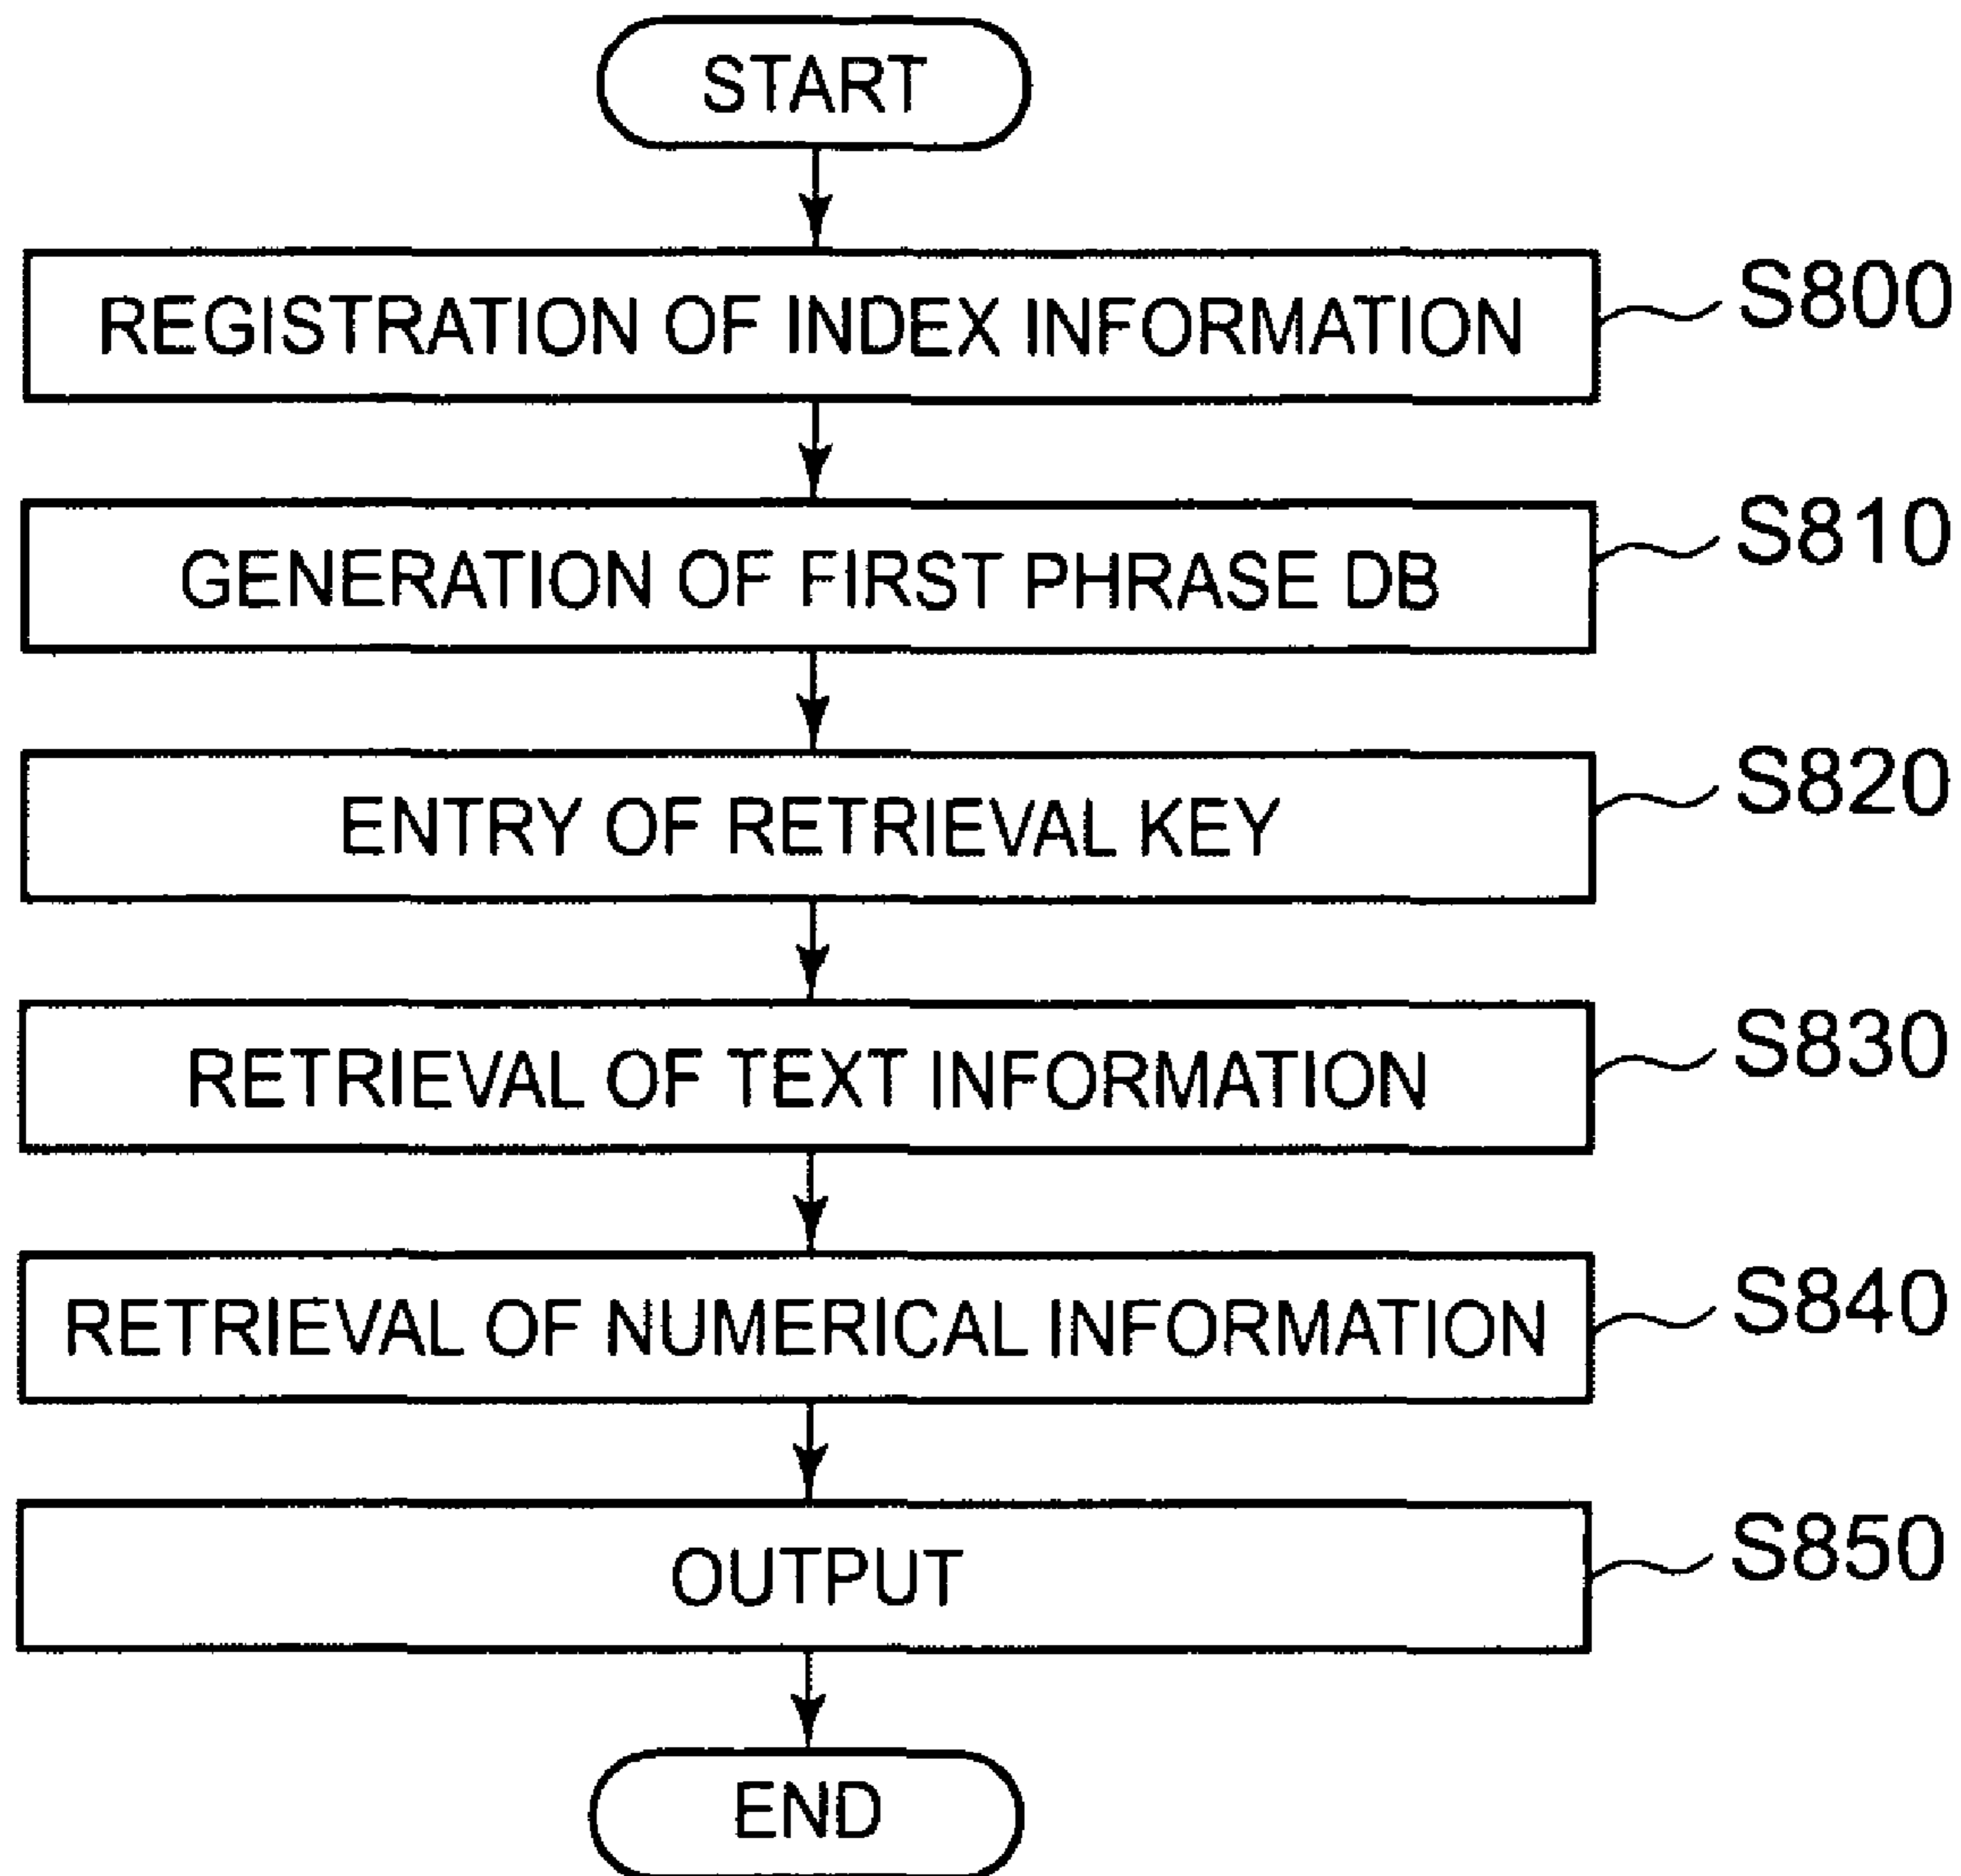 START
REGISTRATION OF INDEX INFORMATION
S800
GENERATION OF FIRST PHRASE DB
S810
ENTRY OF RETRIEVAL KEY
S820
RETRIEVAL OF TEXT INFORMATION
S830
RETRIEVAL OF NUMERICAL INFORMATION
S840
OUTPUT
S850
END